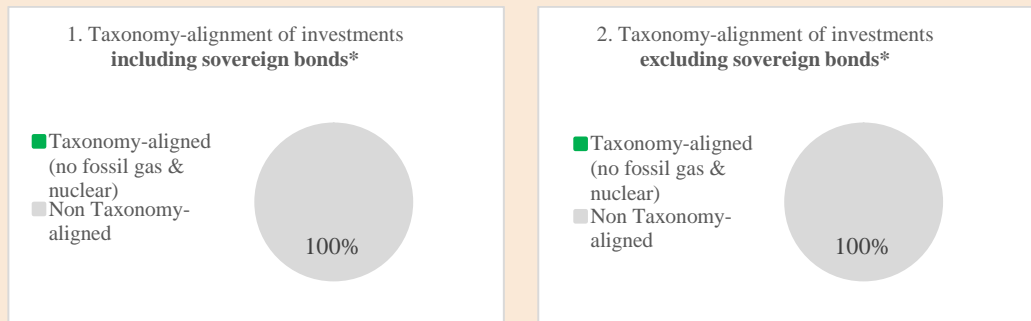 1. Taxonomy-alignment of investments
including sovereign bonds*
Taxonomy-aligned
(no fossil gas &
nuclear)
Non Taxonomy-
aligned
100%
2. Taxonomy-alignment of investments
excluding sovereign bonds*
Taxonomy-aligned
(no fossil gas &
nuclear)
Non Taxonomy-
aligned
100%